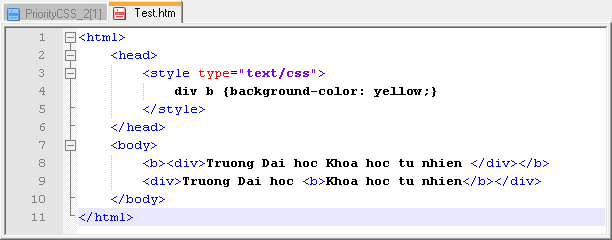 PriorityCSS_2[1] Test.htm
1 <html>
2 <head>
3 <style type="text/css">
4 div b {background-color: yellow;}
5 </style>
6 </head>
7 <body>
8 <b><div>Truong Dai hoc Khoa hoc tu nhien </div></b>
9 <div>Truong Dai hoc <b>Khoa hoc tu nhien</b></div>
10 </body>
11 </html>